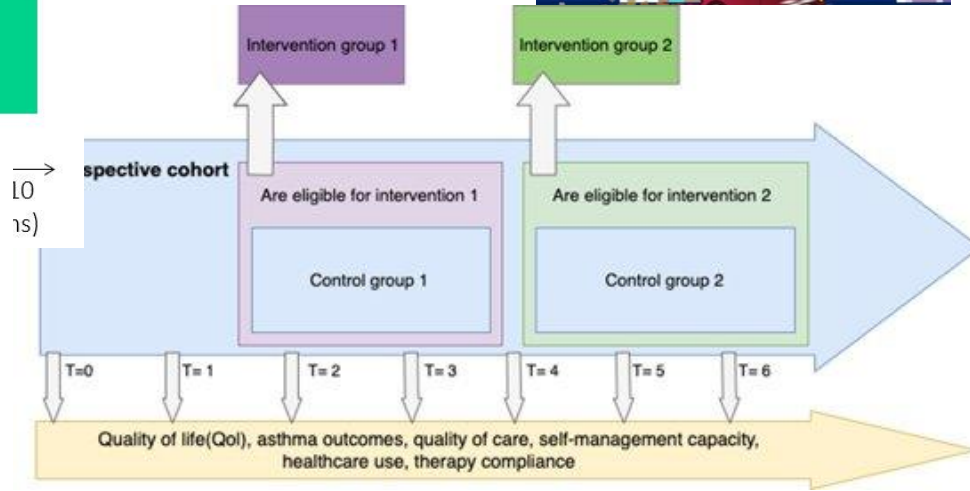 Intervention group 1
Intervention group 2
spective cohort
10
Are eligible for intervention 1
Are eligible for intervention 2
Control group 1
Control group 2
T=0
T= 1
T= 2
T= 3
T= 4
T= 5
T= 6
Quality of life(Qol), asthma outcomes, quality of care, self-management capacity,
healthcare use, therapy compliance